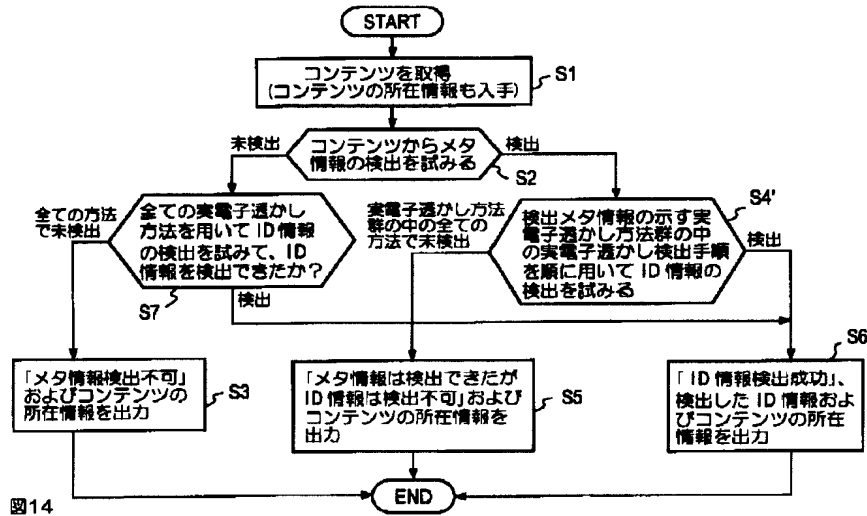 START
コンテンツを取得
(コンテンツの所在情報も入手)
S1
未検出
コンテンツからメタ
情報の検出を試みる
検出
S2
全ての方法
で未検出
全ての実電子透かし
方法を用いて ID 情報
の検出を試みて、ID
情報を検出できたか？
S7
検出
実電子透かし方法
群の中の全ての
方法で未検出
検出メタ情報の示す実
電子透かし方法群の中
の実電子透かし検出手順
を順に用いて ID 情報の
検出を試みる
S4'
検出
「メタ情報検出不可」
およびコンテンツの
所在情報を出力
S3
「メタ情報は検出できたが
ID 情報は検出不可」および
コンテンツの所在情報を
出力
S5
「ID 情報検出成功」、
検出した ID 情報およ
びコンテンツの所在
情報を出力
S6
END
図14